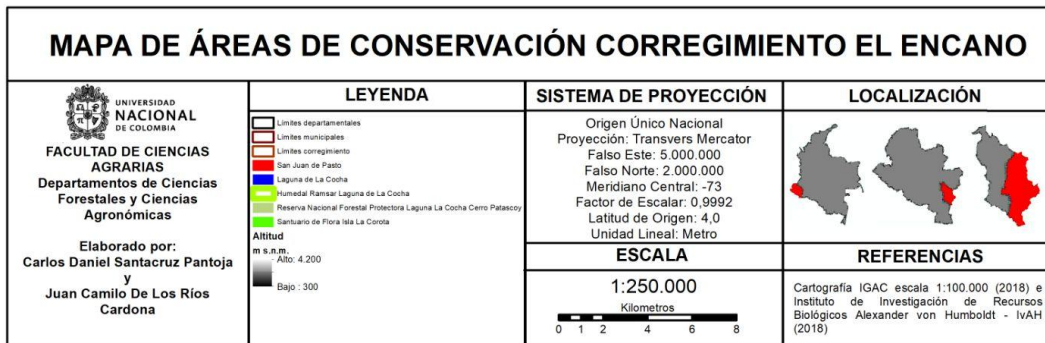 MAPA DE ÁREAS DE CONSERVACIÓN CORREGIMIENTO EL ENCANO
UNIVERSIDAD
NACIONAL
DE COLOMBIA
FACULTAD DE CIENCIAS
AGRARIAS
Departamentos de Ciencias
Forestales y Ciencias
Agronómicas
Elaborado por:
Carlos Daniel Santacruz Pantoja
y
Juan Camilo De Los Ríos
Cardona
LEYENDA
Límites departamentales
Límites municipales
Límites corregimiento
San Juan de Pasto
Laguna de La Cocha
Humedal Ramsar Laguna de La Cocha
Reserva Nacional Forestal Protectora Laguna La Cocha Cerro Patascoy
Santuario de Flora Isla La Corota
Altitud
m s.n.m.
Alto: 4.200
Bajo : 300
SISTEMA DE PROYECCIÓN
Origen Único Nacional
Proyección: Transvers Mercator
Falso Este: 5.000.000
Falso Norte: 2.000.000
Meridiano Central: -73
Factor de Escalar: 0,9992
Latitud de Origen: 4,0
Unidad Lineal: Metro
ESCALA
1:250.000
Kilometros
0 1 2 4 6 8
LOCALIZACIÓN
REFERENCIAS
Cartografía IGAC escala 1:100.000 (2018) e
Instituto de Investigación de Recursos
Biológicos Alexander von Humboldt - IvAH
(2018)